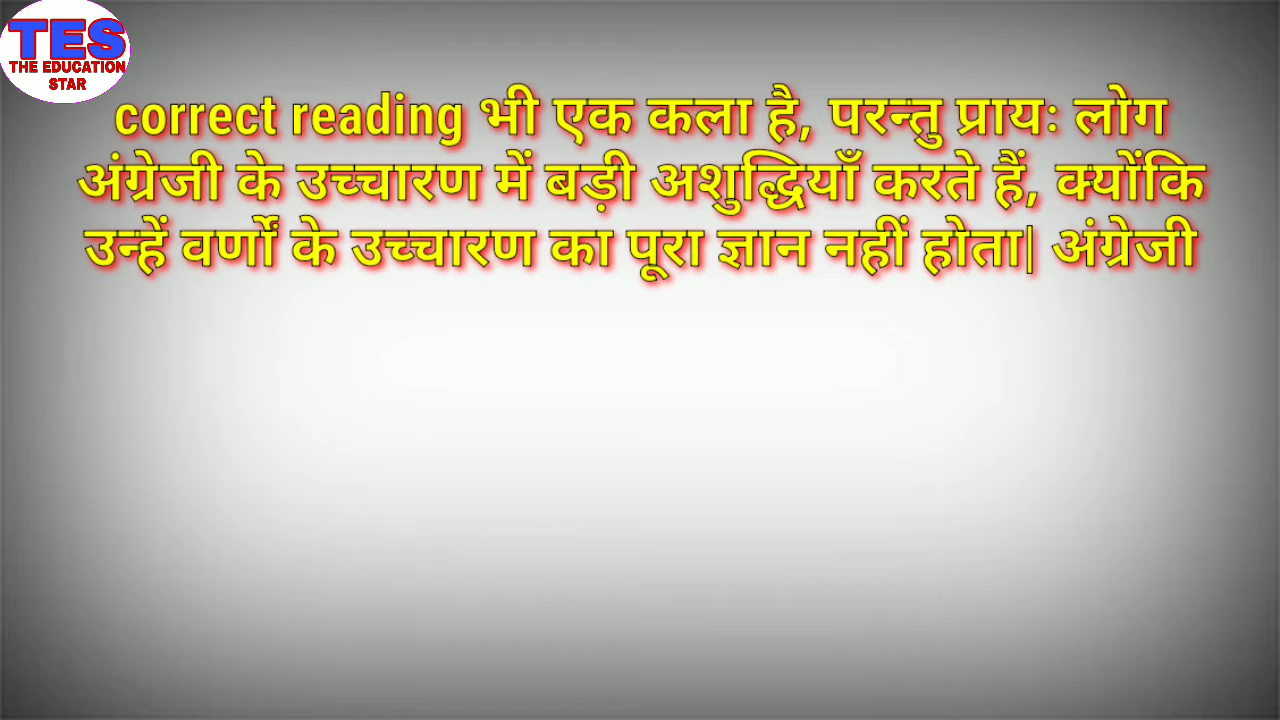 TES
THE EDUCATION
STAR
correct reading भी एक कला है, परन्तु प्रायः लोग
अंग्रेजी के उच्चारण में बड़ी अशुद्धियाँ करते हैं, क्योंकि
उन्हें वर्णों के उच्चारण का पूरा ज्ञान नहीं होता| अंग्रेजी